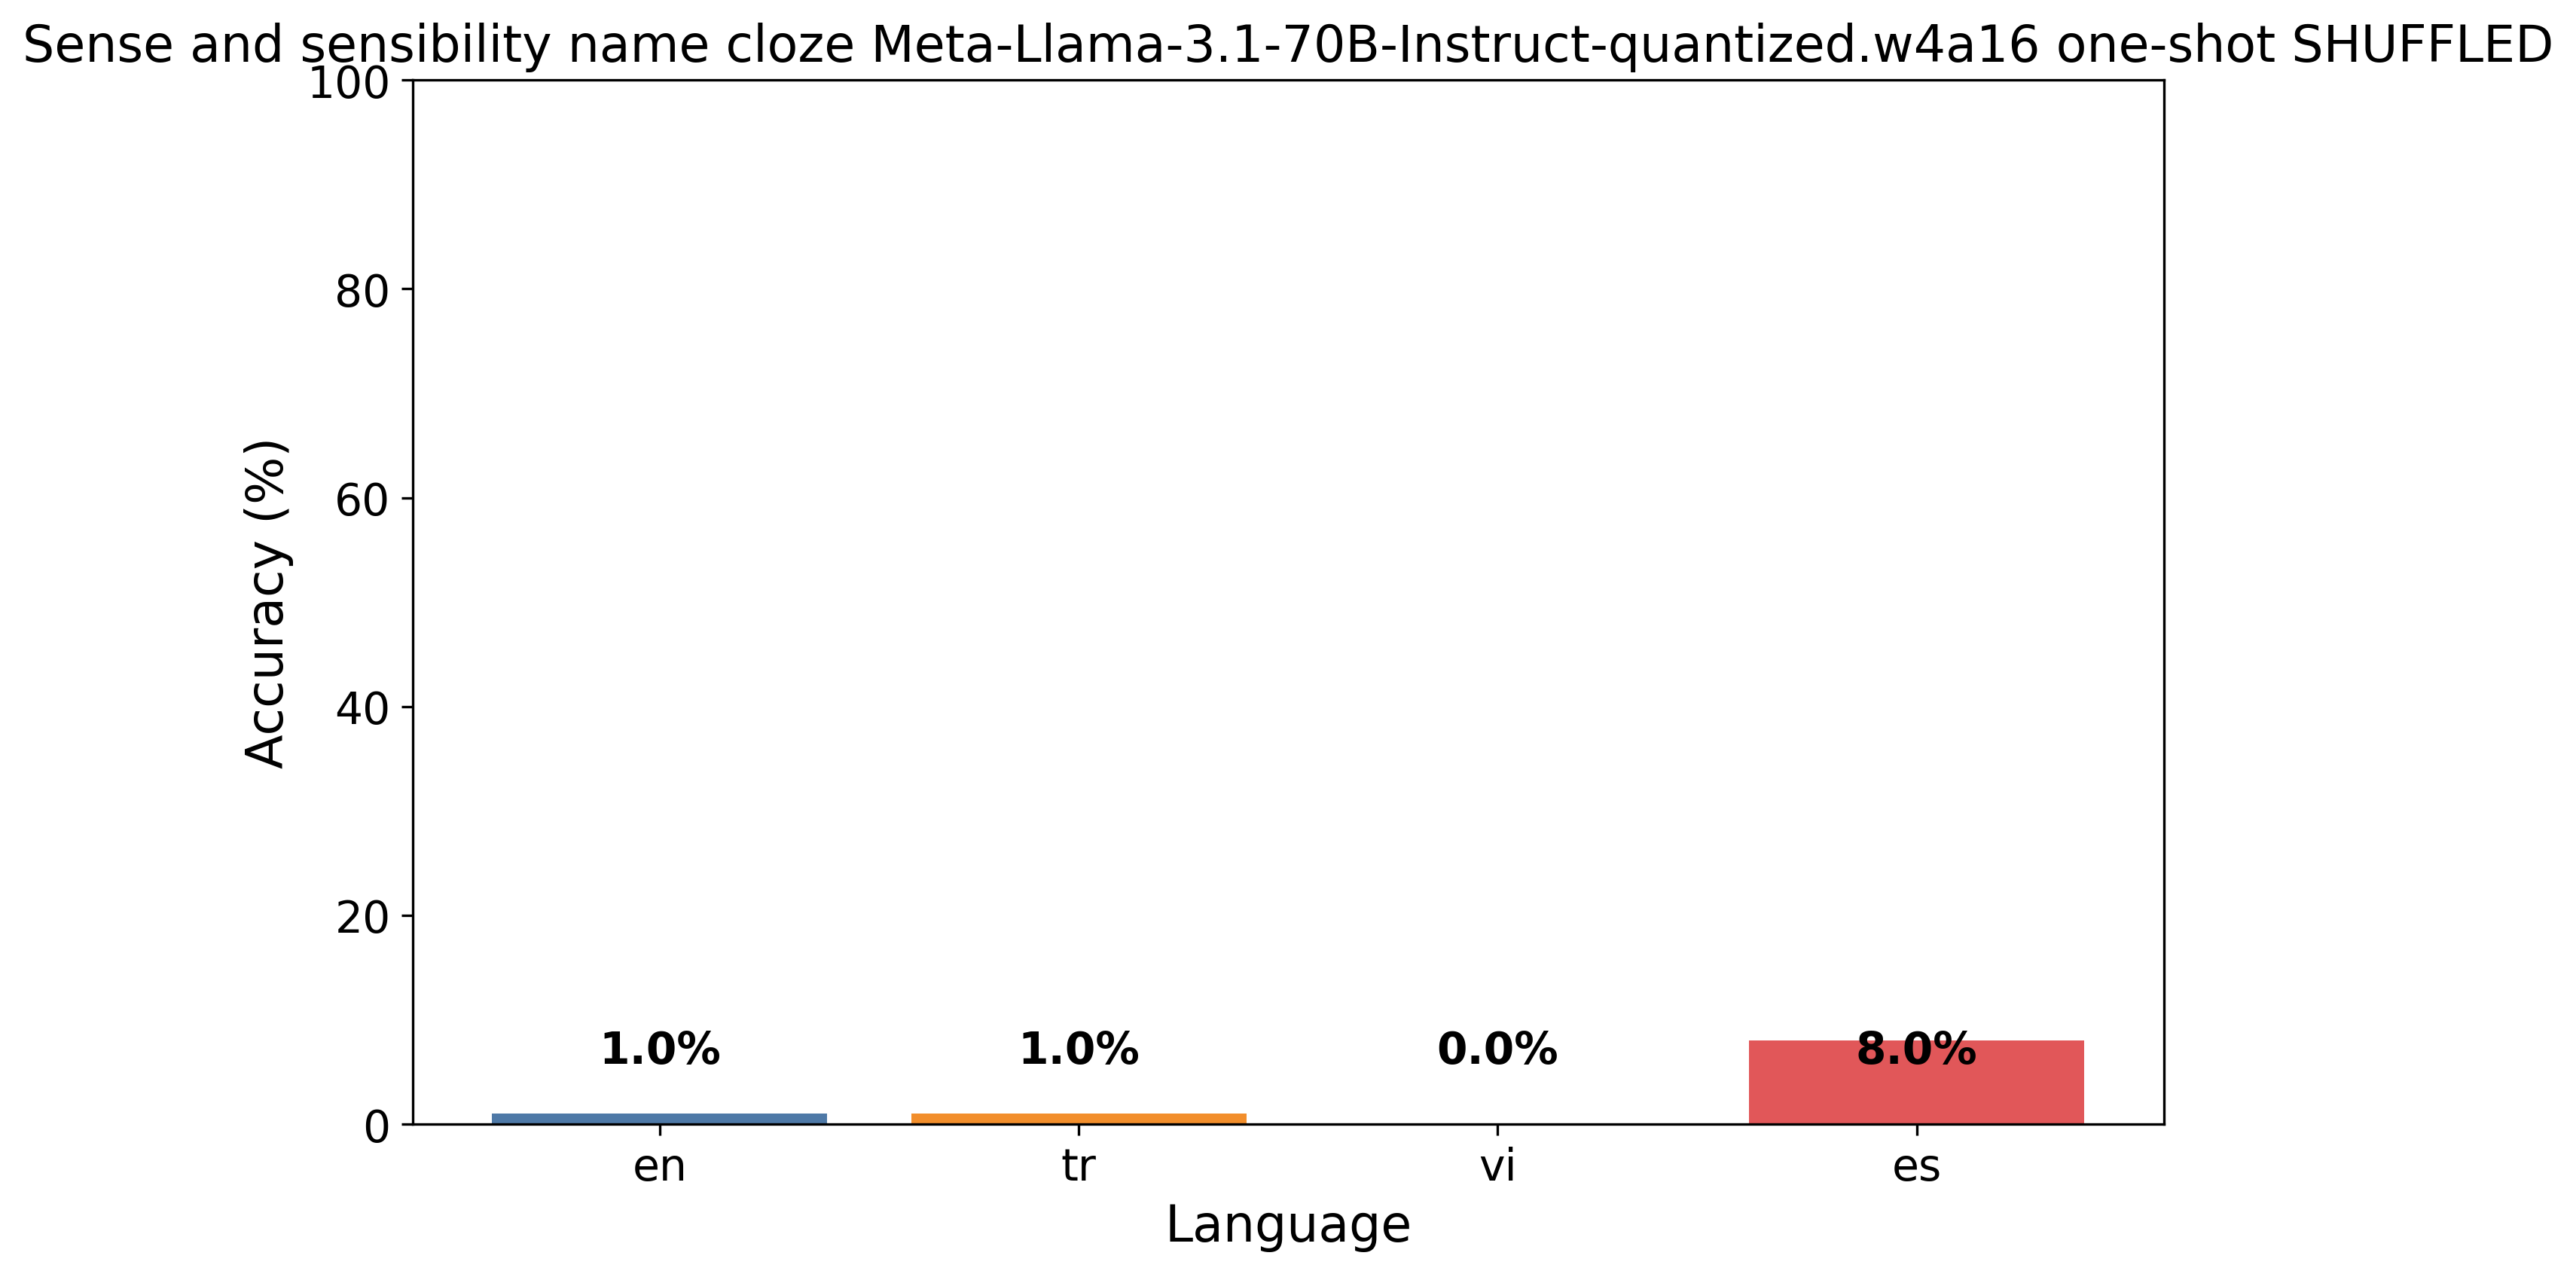 Sense and sensibility name cloze Meta-Llama-3.1-70B-Instruct-quantized.w4a16 one-shot SHUFFLED
100
80
60
40
20
0
Accuracy (%)
1.0%
1.0%
0.0%
8.0%
en
tr
vi
es
Language